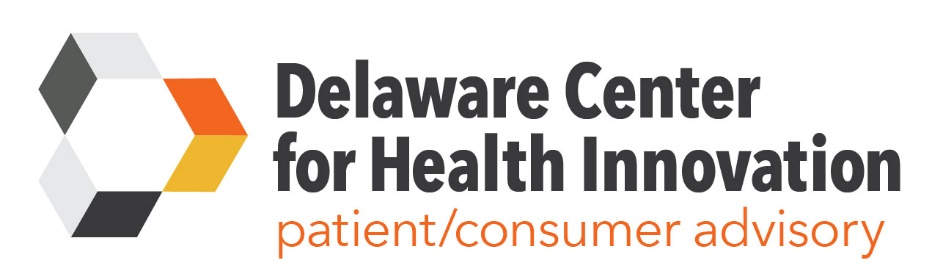 Delaware Center
for Health Innovation
patient/consumer advisory